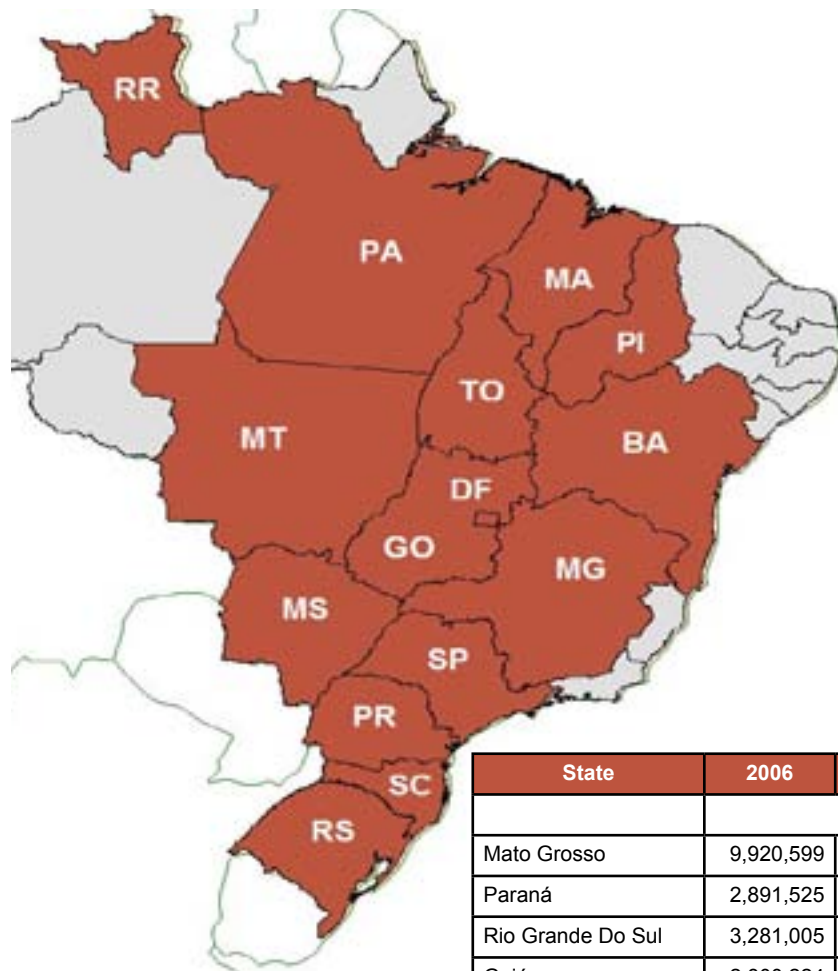 RR
PA
MA
PI
TO
MT
BA
DF
GO
MG
MS
SP
PR
SC
RS
State 2006
Mato Grosso 9,920,599
Paraná 2,891,525
Rio Grande Do Sul 3,281,005